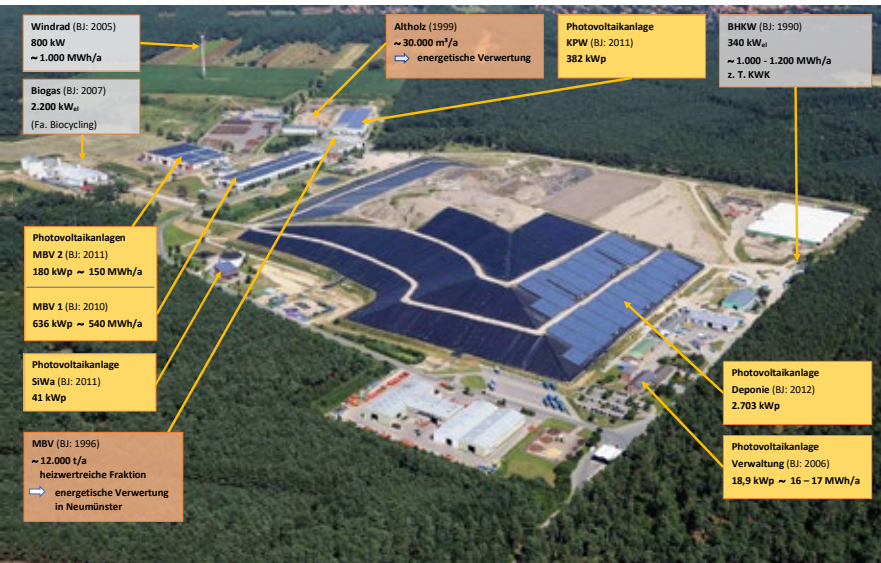 Windrad (BJ: 2005)
800 kW
~ 1.000 MWh/a
Biogas (BJ: 2007)
2.200 kWₑₗ
(Fa. Biocycling)
Altholz (1999)
~ 30.000 m³/a
⇨ energetische Verwertung
Photovoltaikanlage
KPW (BJ: 2011)
382 kWp
BHKW (BJ: 1990)
340 kWₑₗ
~ 1.000 - 1.200 MWh/a
z. T. KWK
Photovoltaikanlagen
MBV 2 (BJ: 2011)
180 kWp ~ 150 MWh/a
MBV 1 (BJ: 2010)
636 kWp ~ 540 MWh/a
Photovoltaikanlage
SiWa (BJ: 2011)
41 kWp
MBV (BJ: 1996)
~ 12.000 t/a
heizwertreiche Fraktion
⇨ energetische Verwertung
in Neumünster
Photovoltaikanlage
Deponie (BJ: 2012)
2.703 kWp
Photovoltaikanlage
Verwaltung (BJ: 2006)
18,9 kWp ~ 16 – 17 MWh/a